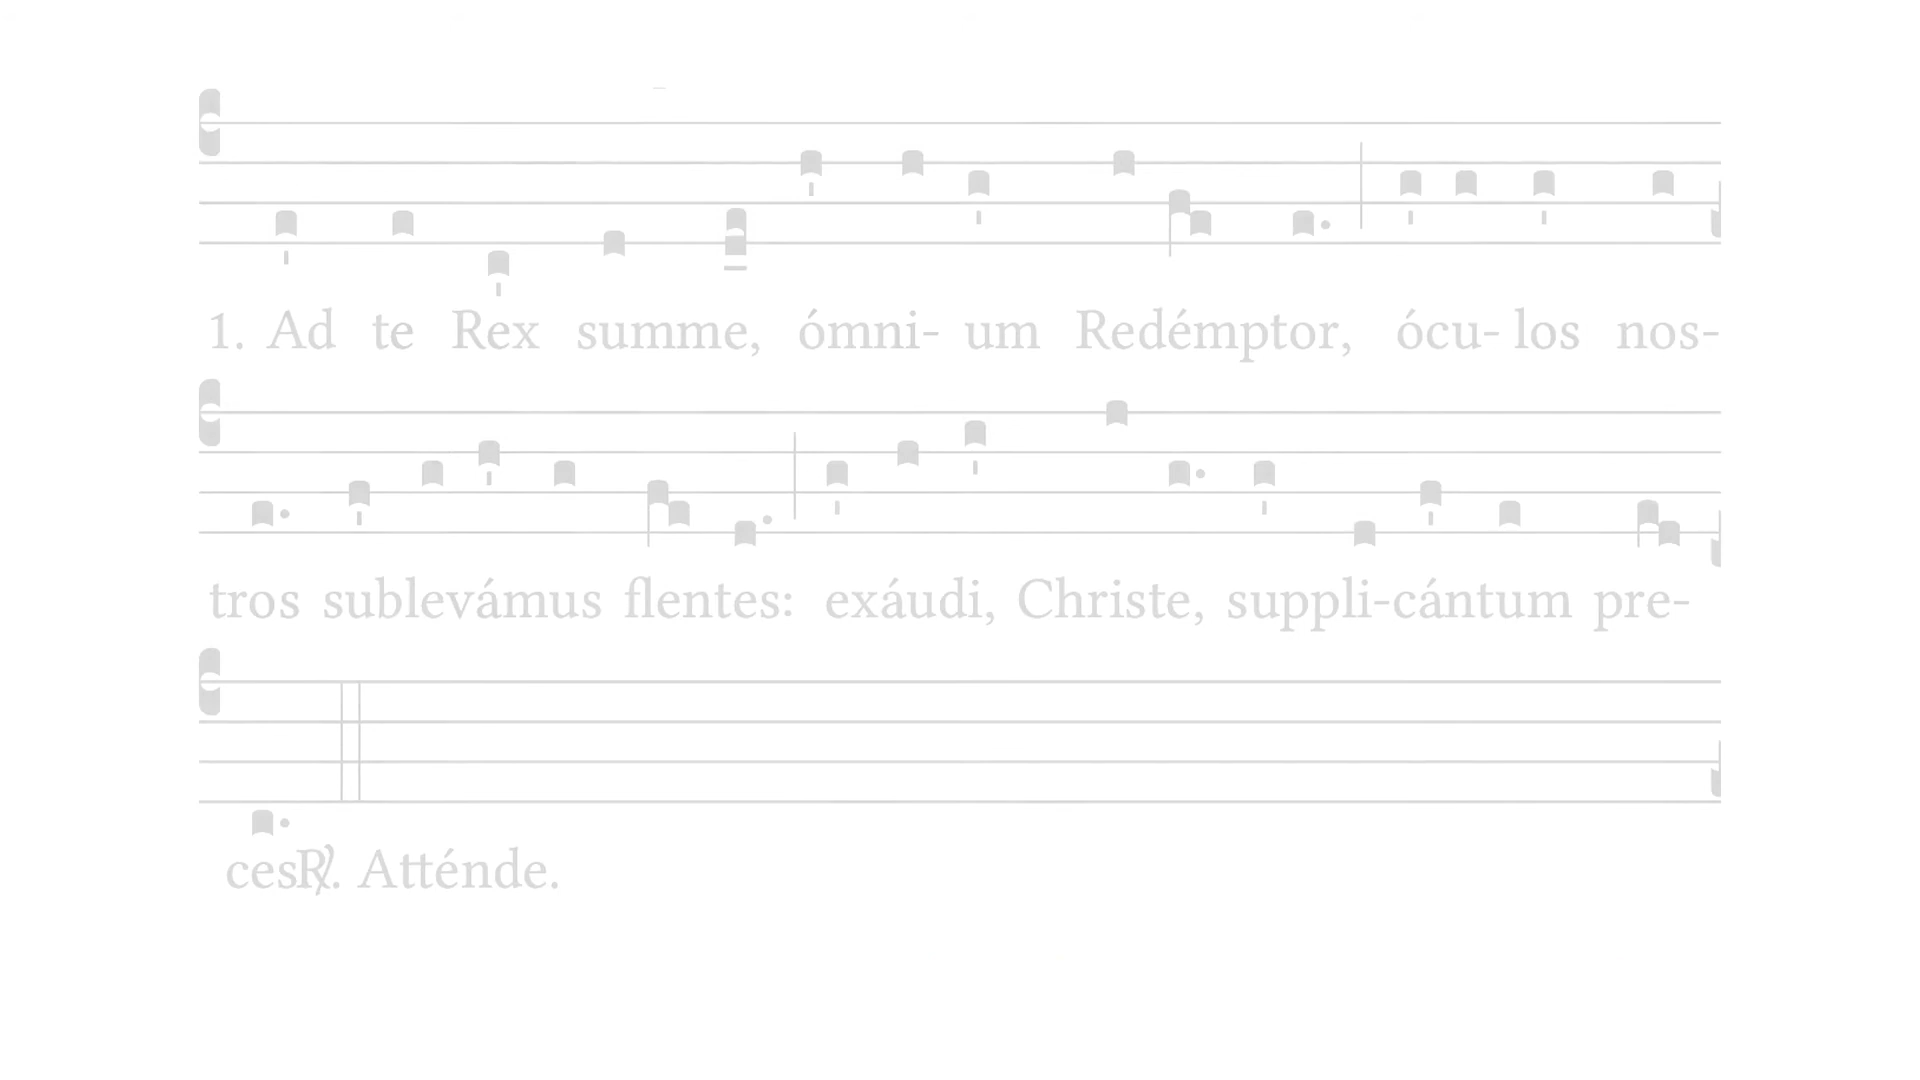 1. Ad te Rex summe, ómni- um Redémptor, ócu- los nos-
tros sublevámus flentes: exáudi, Christe, suppli-cántum pre-
ces℟. Atténde.